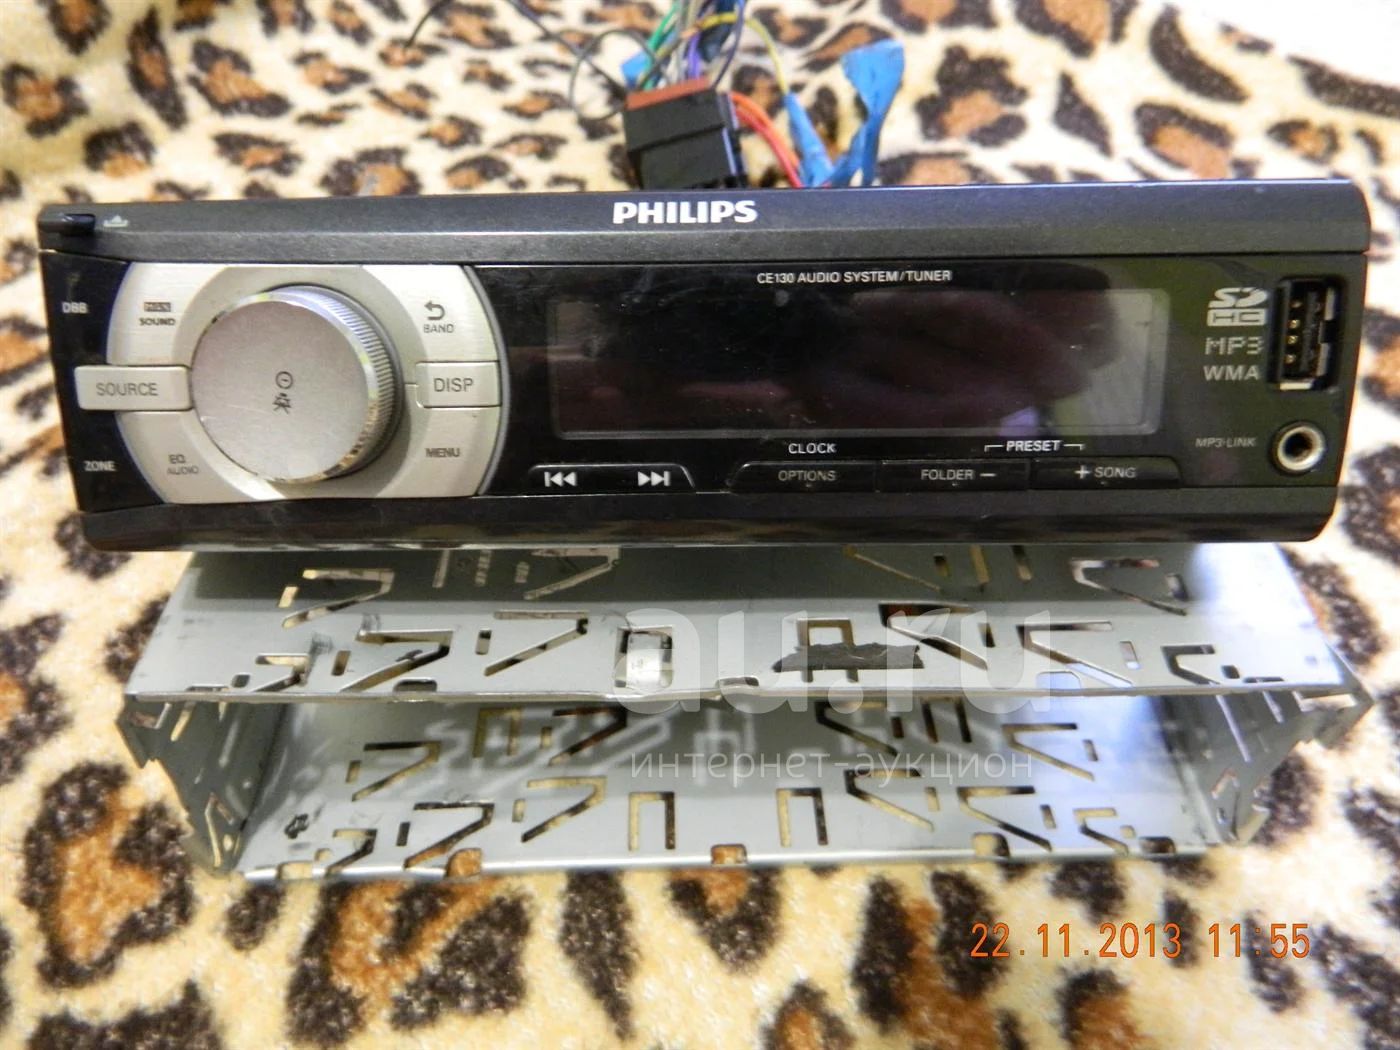 PHILIPS
CE130 AUDIO SYSTEM/TUNER
DBB
MAX
SOUND
BAND
SOURCE
DISP
ZONE
EQ
AUDIO
MENU
SD
HC
MP3
WMA
MP3-LINK
CLOCK
PRESET
OPTIONS
FOLDER −
+ SONG
au.ru
интернет-аукцион
22.11.2013 11:55